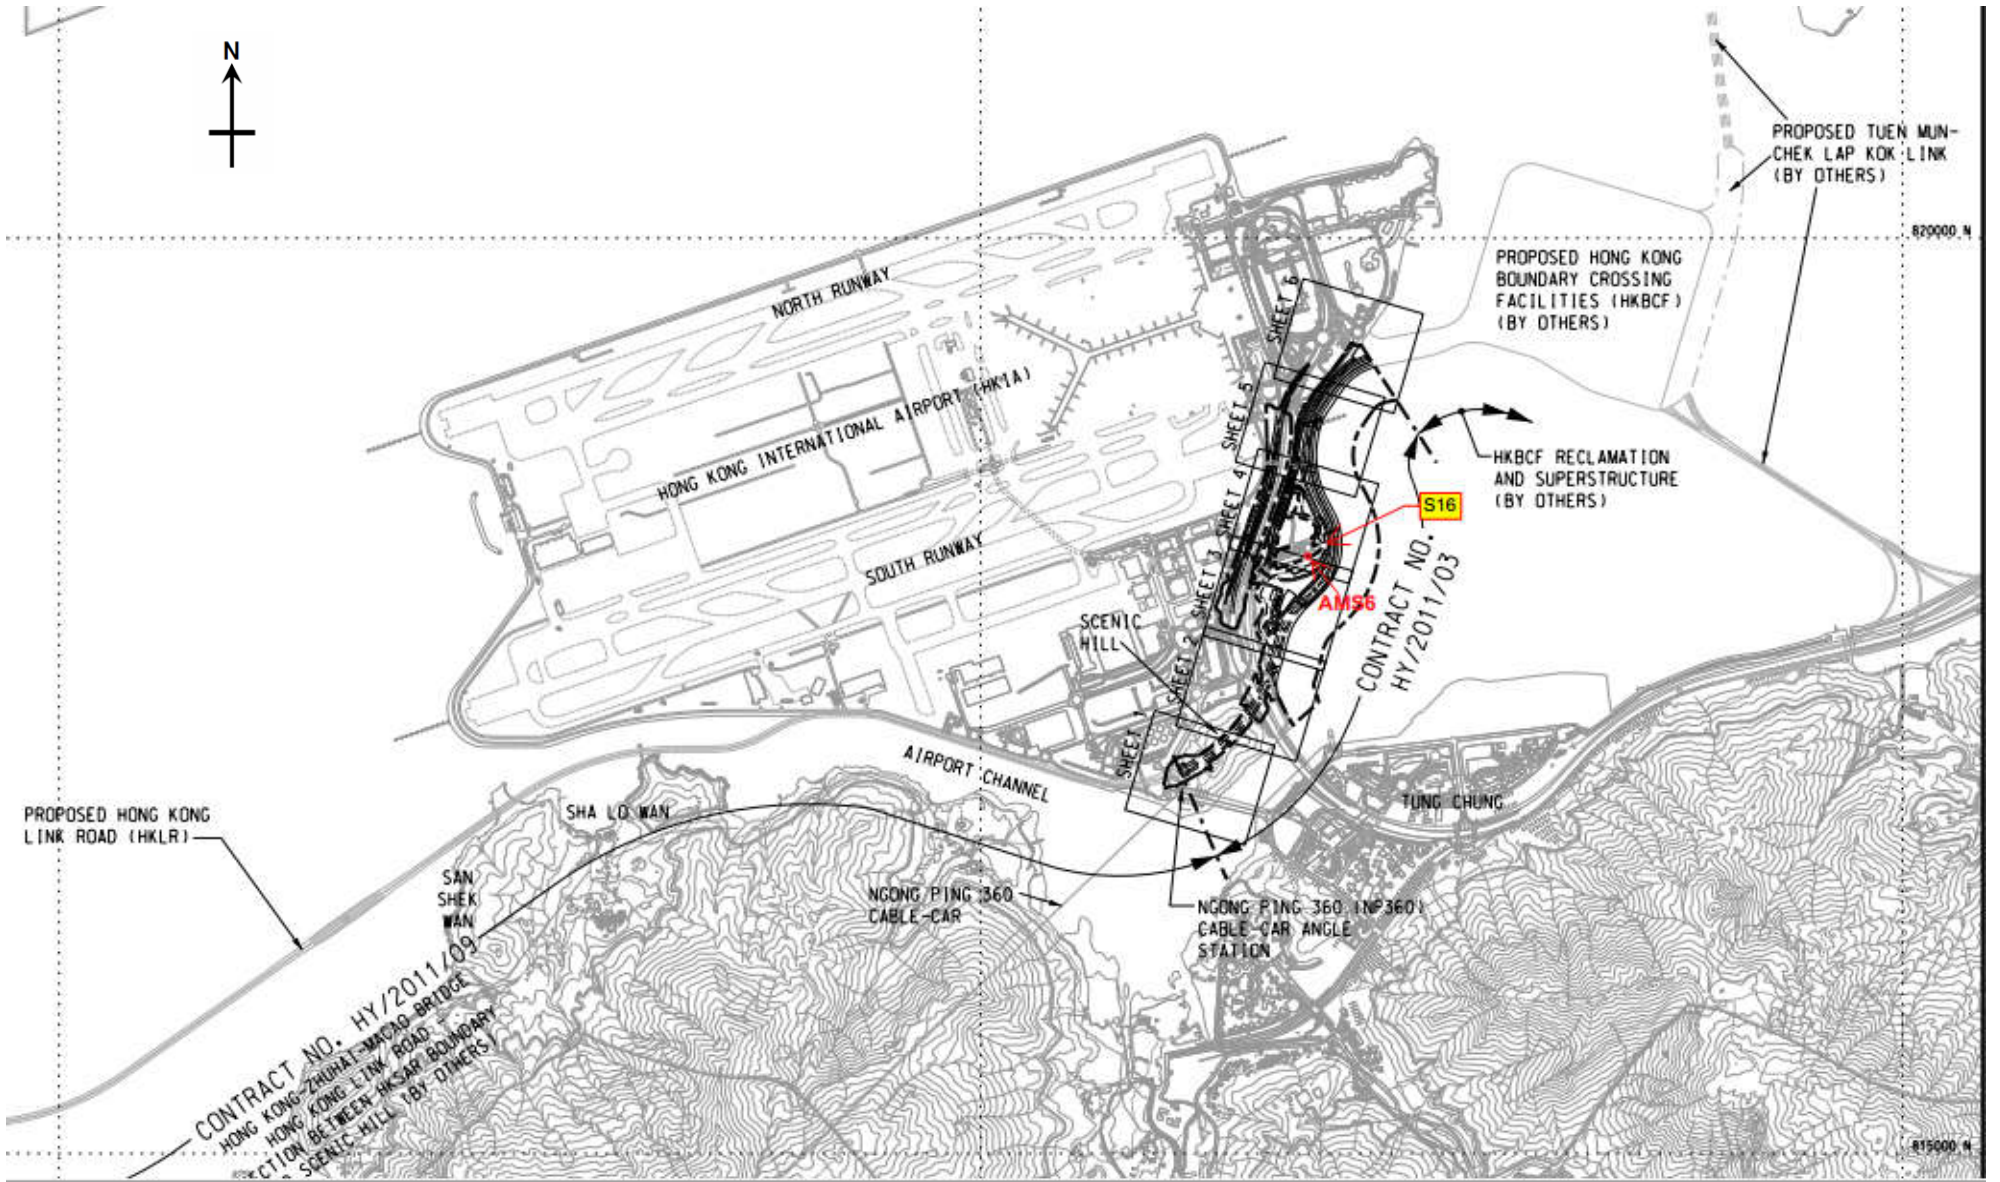 N
PROPOSED TUEN MUN-
CHEK LAP KOK LINK
(BY OTHERS)
820000 N
PROPOSED HONG KONG
BOUNDARY CROSSING
FACILITIES (HKBCF)
(BY OTHERS)
NORTH RUNWAY
SHEET 6
HONG KONG INTERNATIONAL AIRPORT (HKIA)
SHEET 5
HKBCF RECLAMATION
AND SUPERSTRUCTURE
(BY OTHERS)
SHEET 4
S16
SOUTH RUNWAY
SHEET 3
AMS6
CONTRACT NO.
HY/2011/03
SCENIC
HILL
SHEET 2
SHEET 1
AIRPORT CHANNEL
PROPOSED HONG KONG
LINK ROAD (HKLR)
SHA LO WAN
TUNG CHUNG
SAN
SHEK
WAN
NGONG PING 360
CABLE-CAR
NGONG PING 360 (NP360)
CABLE-CAR ANGLE
STATION
CONTRACT NO. HY/2011/09
HONG KONG-ZHUHAI-MACAO BRIDGE
HONG KONG LINK ROAD -
SECTION BETWEEN HKSAR BOUNDARY
SCENIC HILL (BY OTHERS)
815000 N